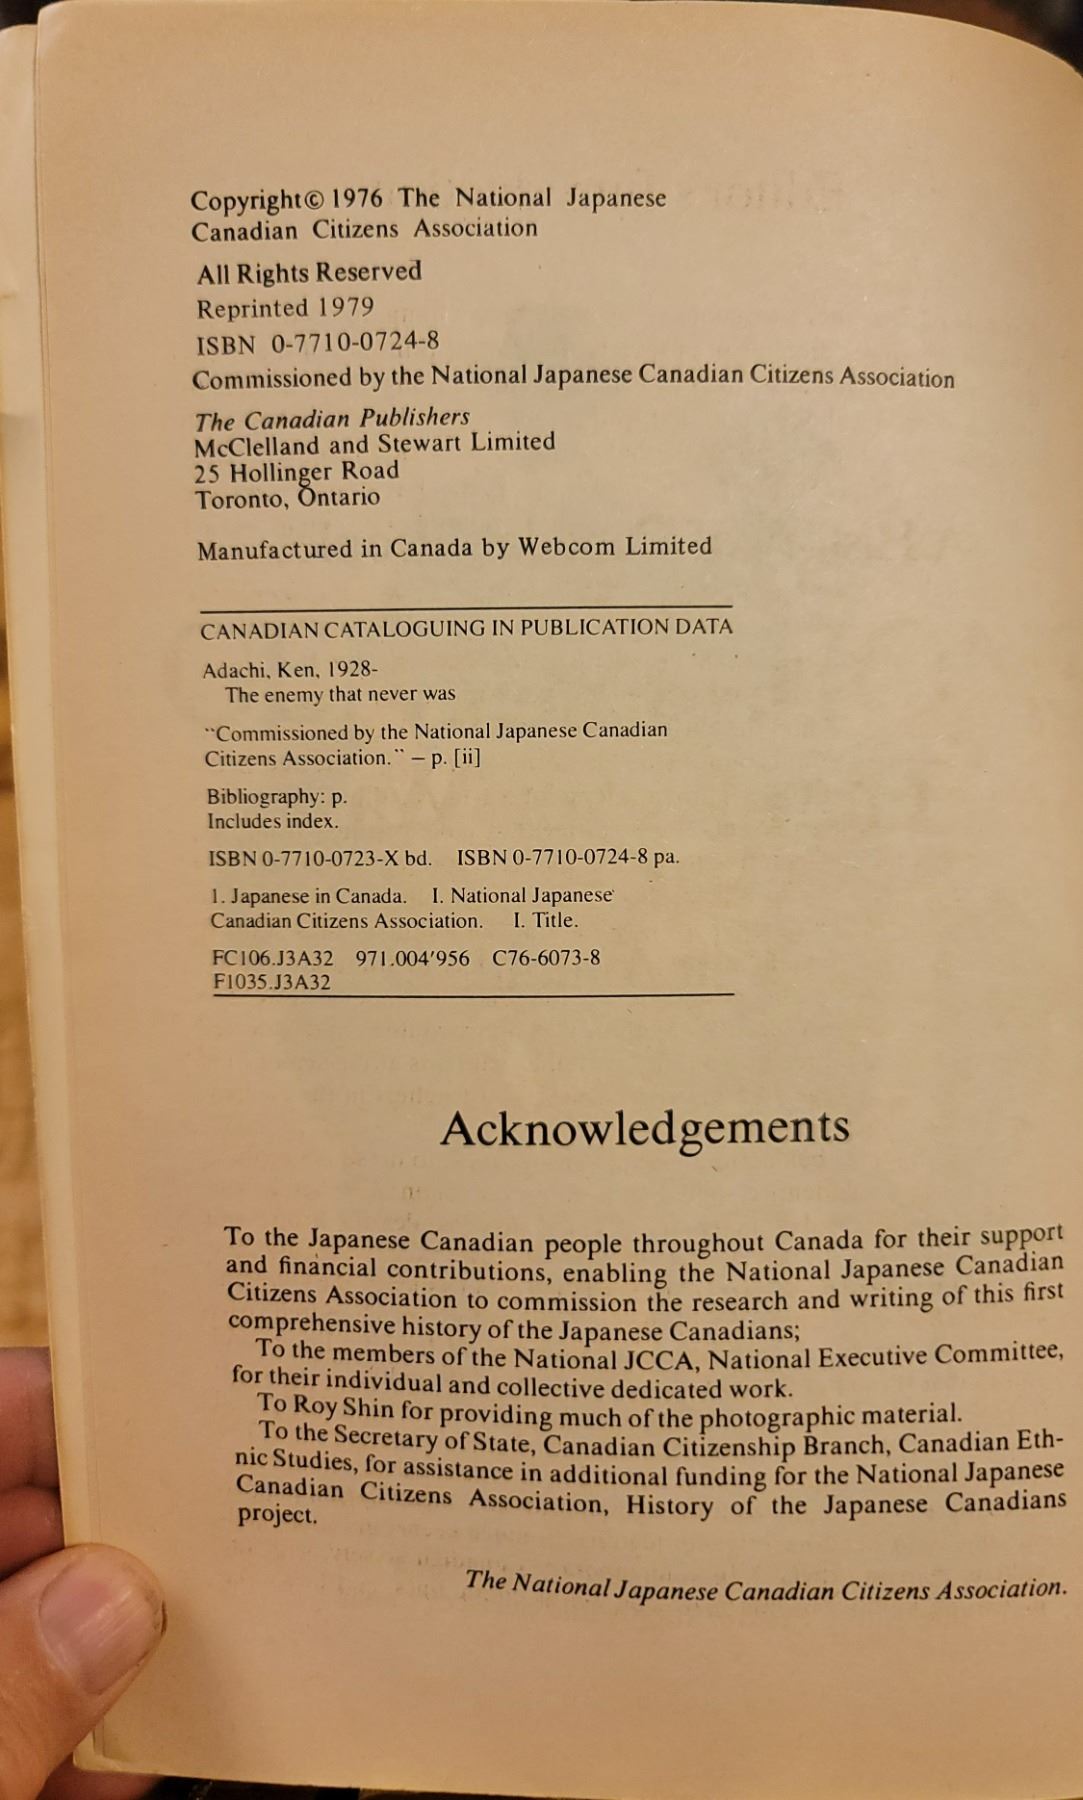 Copyright© 1976 The National Japanese
Canadian Citizens Association
All Rights Reserved
Reprinted 1979
ISBN 0-7710-0724-8
Commissioned by the National Japanese Canadian Citizens Association
The Canadian Publishers
McClelland and Stewart Limited
25 Hollinger Road
Toronto, Ontario
Manufactured in Canada by Webcom Limited
CANADIAN CATALOGUING IN PUBLICATION DATA
Adachi, Ken, 1928-
The enemy that never was
"Commissioned by the National Japanese Canadian
Citizens Association." – p. [ii]
Bibliography: p.
Includes index.
ISBN 0-7710-0723-X bd. ISBN 0-7710-0724-8 pa.
1. Japanese in Canada. I. National Japanese
Canadian Citizens Association. I. Title.
FC106.J3A32 971.004'956 C76-6073-8
F1035.J3A32
Acknowledgements
To the Japanese Canadian people throughout Canada for their support
and financial contributions, enabling the National Japanese Canadian
Citizens Association to commission the research and writing of this first
comprehensive history of the Japanese Canadians;
To the members of the National JCCA, National Executive Committee,
for their individual and collective dedicated work.
To Roy Shin for providing much of the photographic material.
To the Secretary of State, Canadian Citizenship Branch, Canadian Eth-
nic Studies, for assistance in additional funding for the National Japanese
Canadian Citizens Association, History of the Japanese Canadians
project.
The National Japanese Canadian Citizens Association.